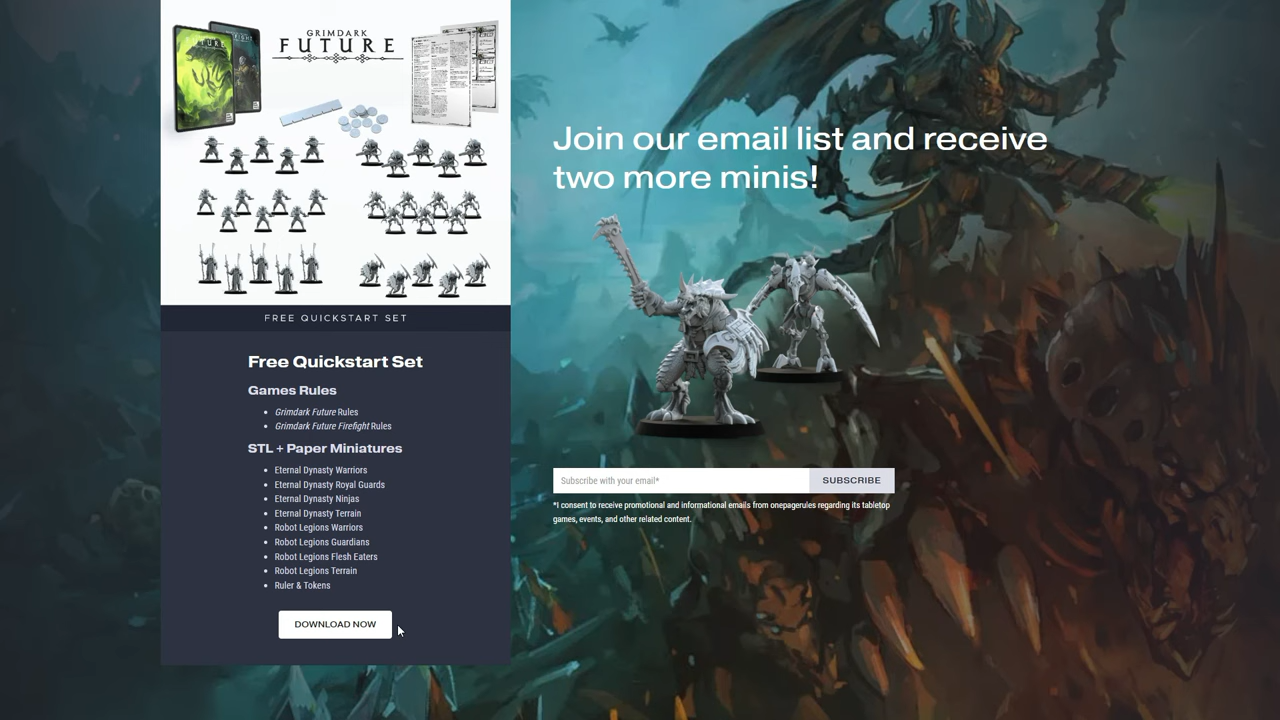 GRIMDARK
FUTURE
FREE QUICKSTART SET
Free Quickstart Set
Games Rules
Grimdark Future Rules
Grimdark Future Firefight Rules
STL + Paper Miniatures
Eternal Dynasty Warriors
Eternal Dynasty Royal Guards
Eternal Dynasty Ninjas
Eternal Dynasty Terrain
Robot Legions Warriors
Robot Legions Guardians
Robot Legions Flesh Eaters
Robot Legions Terrain
Ruler & Tokens
DOWNLOAD NOW
Join our email list and receive
two more minis!
Subscribe with your email*
SUBSCRIBE
*I consent to receive promotional and informational emails from onepagerules regarding its tabletop
games, events, and other related content.